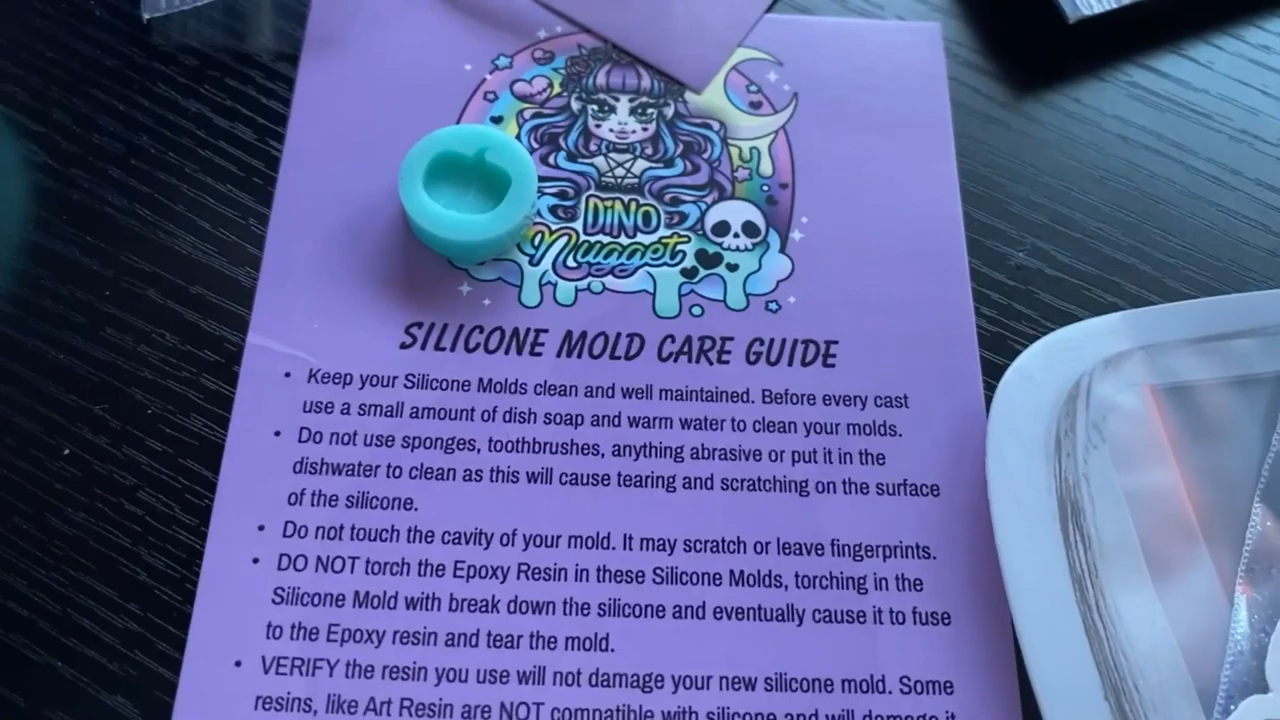 DiNO
Nugget
SILICONE MOLD CARE GUIDE
• Keep your Silicone Molds clean and well maintained. Before every cast
use a small amount of dish soap and warm water to clean your molds.
• Do not use sponges, toothbrushes, anything abrasive or put it in the
dishwater to clean as this will cause tearing and scratching on the surface
of the silicone.
• Do not touch the cavity of your mold. It may scratch or leave fingerprints.
• DO NOT torch the Epoxy Resin in these Silicone Molds, torching in the
Silicone Mold with break down the silicone and eventually cause it to fuse
to the Epoxy resin and tear the mold.
• VERIFY the resin you use will not damage your new silicone mold. Some
resins, like Art Resin are NOT compatible with silicone and will damage it